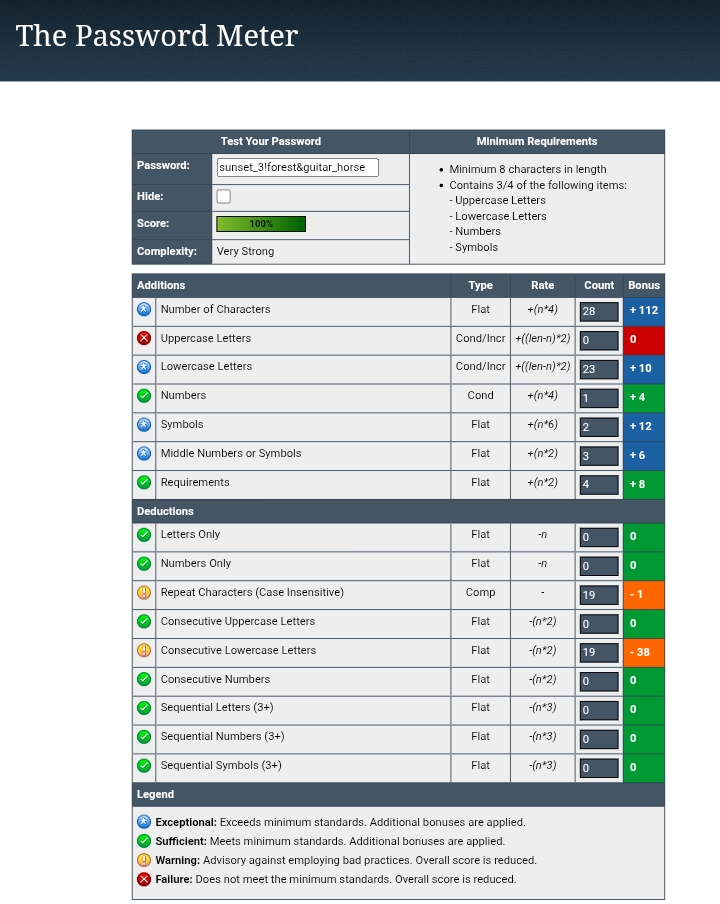 The Password Meter
Test Your Password Minimum Requirements
Password: sunset_3!forest&guitar_horse
Hide:
Score: 100%
Complexity: Very Strong
• Minimum 8 characters in length
• Contains 3/4 of the following items:
- Uppercase Letters
- Lowercase Letters
- Numbers
- Symbols
Additions Type Rate Count Bonus
Number of Characters Flat +(n*4) 28 + 112
Uppercase Letters Cond/Incr +((len-n)*2) 0 0
Lowercase Letters Cond/Incr +((len-n)*2) 23 + 10
Numbers Cond +(n*4) 1 + 4
Symbols Flat +(n*6) 2 + 12
Middle Numbers or Symbols Flat +(n*2) 3 + 6
Requirements Flat +(n*2) 4 + 8
Deductions
Letters Only Flat -n 0 0
Numbers Only Flat -n 0 0
Repeat Characters (Case Insensitive) Comp - 19 - 1
Consecutive Uppercase Letters Flat -(n*2) 0 0
Consecutive Lowercase Letters Flat -(n*2) 19 - 38
Consecutive Numbers Flat -(n*2) 0 0
Sequential Letters (3+) Flat -(n*3) 0 0
Sequential Numbers (3+) Flat -(n*3) 0 0
Sequential Symbols (3+) Flat -(n*3) 0 0
Legend
Exceptional: Exceeds minimum standards. Additional bonuses are applied.
Sufficient: Meets minimum standards. Additional bonuses are applied.
Warning: Advisory against employing bad practices. Overall score is reduced.
Failure: Does not meet the minimum standards. Overall score is reduced.